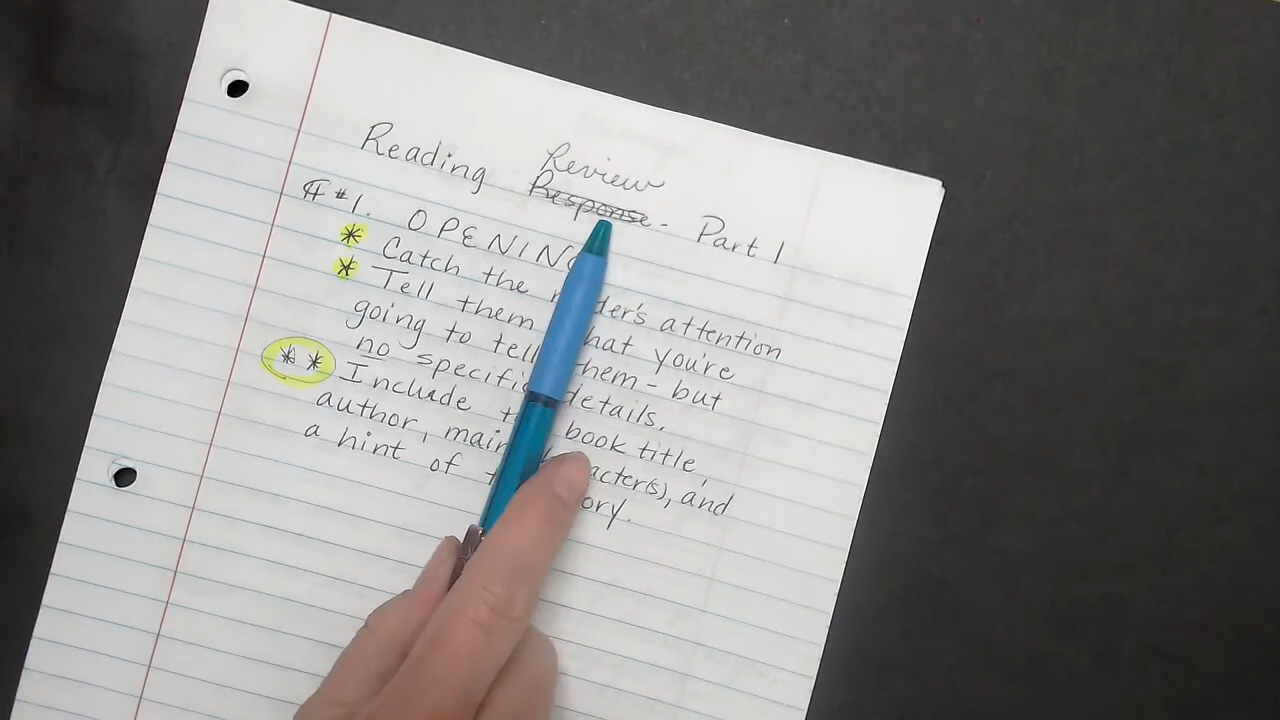 Reading Review
Response - Part 1
¶ #1. OPENING
* Catch the reader's attention
* Tell them what you're
going to tell them - but
no specific details.
** Include the book title,
author, main character(s), and
a hint of story.